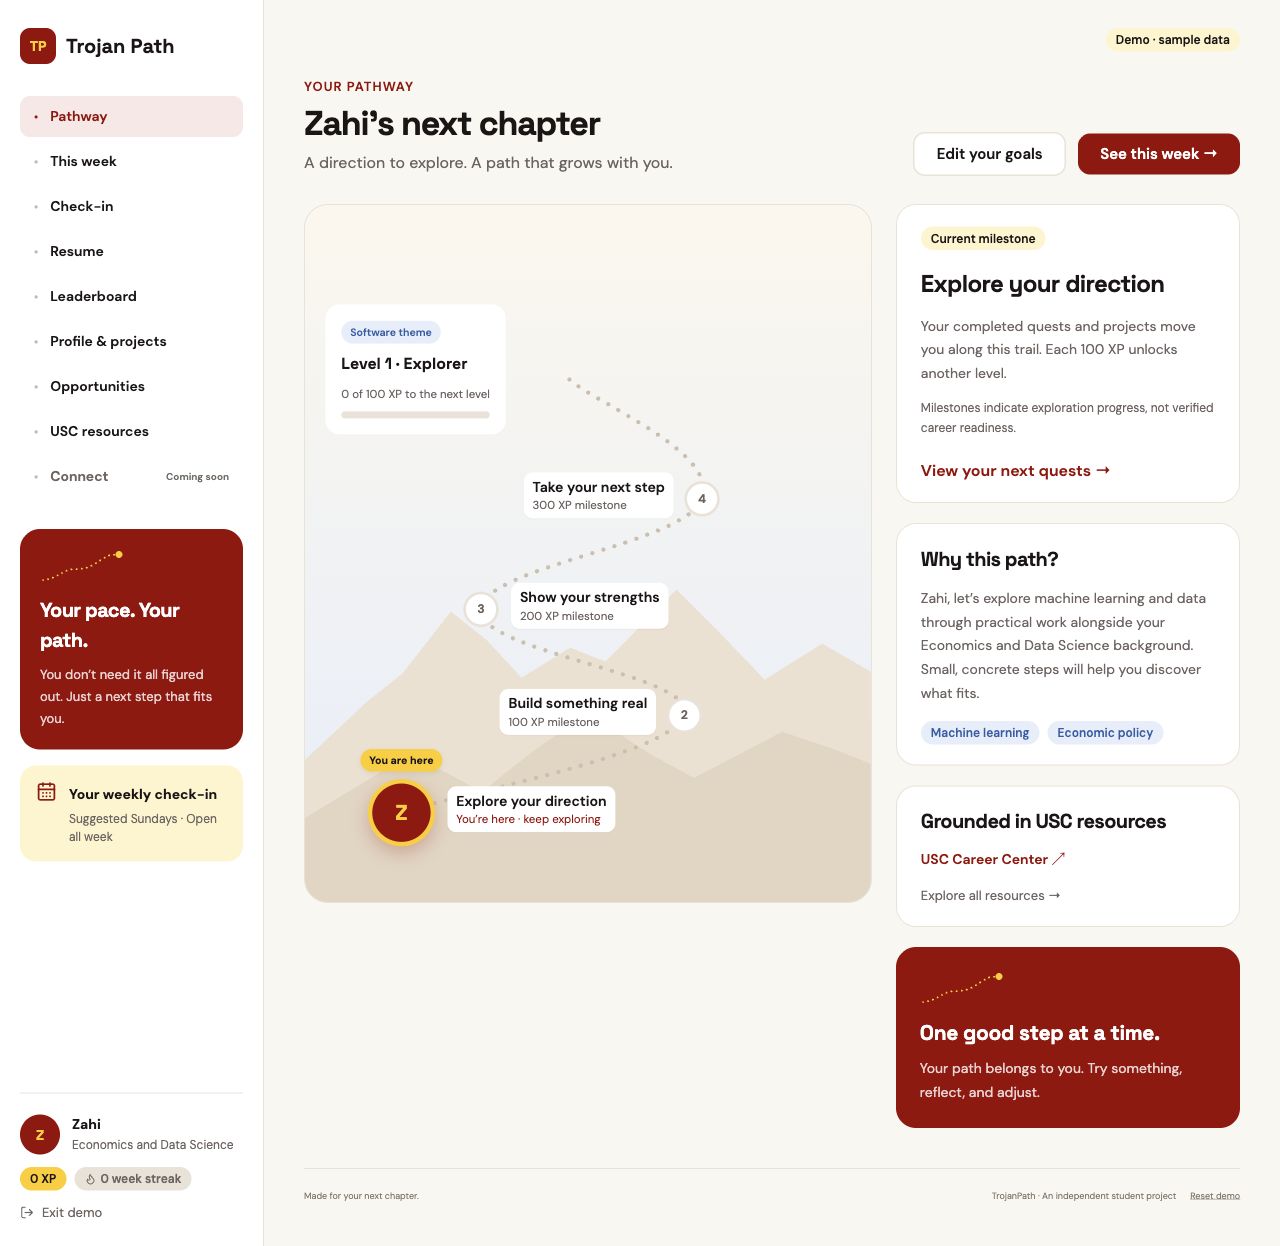 TP
Trojan Path
Pathway
This week
Check-in
Resume
Leaderboard
Profile & projects
Opportunities
USC resources
Connect
Coming soon
Your pace. Your
path.
You don’t need it all figured
out. Just a next step that fits
you.
Your weekly check-in
Suggested Sundays · Open
all week
Z
Zahi
Economics and Data Science
0 XP
0 week streak
Exit demo
Demo · sample data
YOUR PATHWAY
Zahi’s next chapter
A direction to explore. A path that grows with you.
Edit your goals
See this week →
Software theme
Level 1 · Explorer
0 of 100 XP to the next level
Take your next step
300 XP milestone
4
3
Show your strengths
200 XP milestone
Build something real
100 XP milestone
2
You are here
Z
Explore your direction
You’re here · keep exploring
Current milestone
Explore your direction
Your completed quests and projects move
you along this trail. Each 100 XP unlocks
another level.
Milestones indicate exploration progress, not verified
career readiness.
View your next quests →
Why this path?
Zahi, let’s explore machine learning and data
through practical work alongside your
Economics and Data Science background.
Small, concrete steps will help you discover
what fits.
Machine learning
Economic policy
Grounded in USC resources
USC Career Center ↗
Explore all resources →
One good step at a time.
Your path belongs to you. Try something,
reflect, and adjust.
Made for your next chapter.
TrojanPath · An independent student project
Reset demo